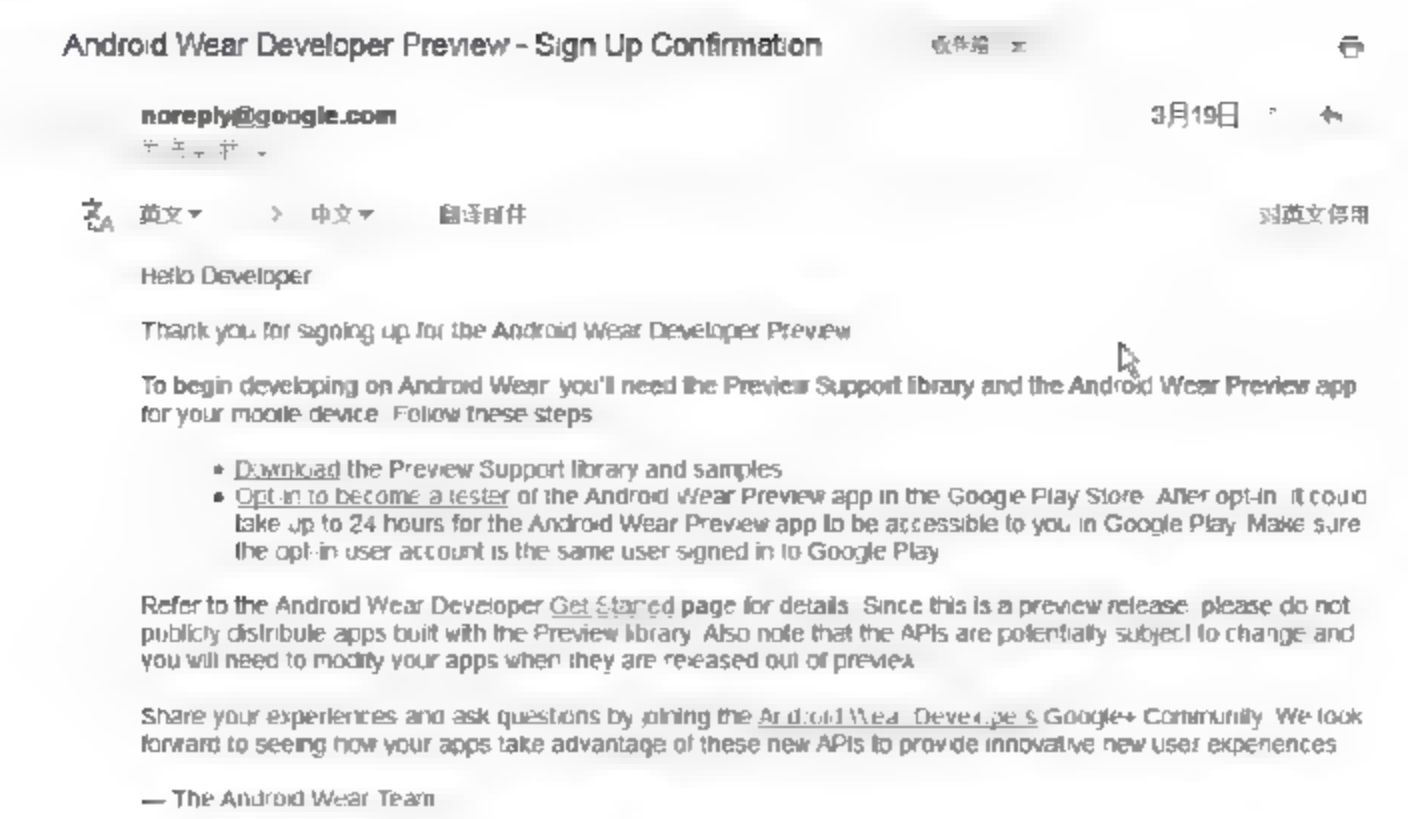 Android Wear Developer Preview - Sign Up Confirmation 收件箱 x
noreply@google.com 3月19日
英文 > 中文 翻译邮件 对英文停用
Hello Developer
Thank you for signing up for the Android Wear Developer Preview
To begin developing on Android Wear you'll need the Preview Support library and the Android Wear Preview app
for your mobile device Follow these steps
• Download the Preview Support library and samples
• Opt-in to become a tester of the Android Wear Preview app in the Google Play Store After opt-in it could
take up to 24 hours for the Android Wear Preview app to be accessible to you in Google Play Make sure
the opt-in user account is the same user signed in to Google Play
Refer to the Android Wear Developer Get Started page for details Since this is a preview release please do not
publicly distribute apps built with the Preview library Also note that the APIs are potentially subject to change and
you will need to modify your apps when they are released out of preview
Share your experiences and ask questions by joining the Android Wear Developers Google+ Community We look
forward to seeing how your apps take advantage of these new APIs to provide innovative new user experiences
— The Android Wear Team